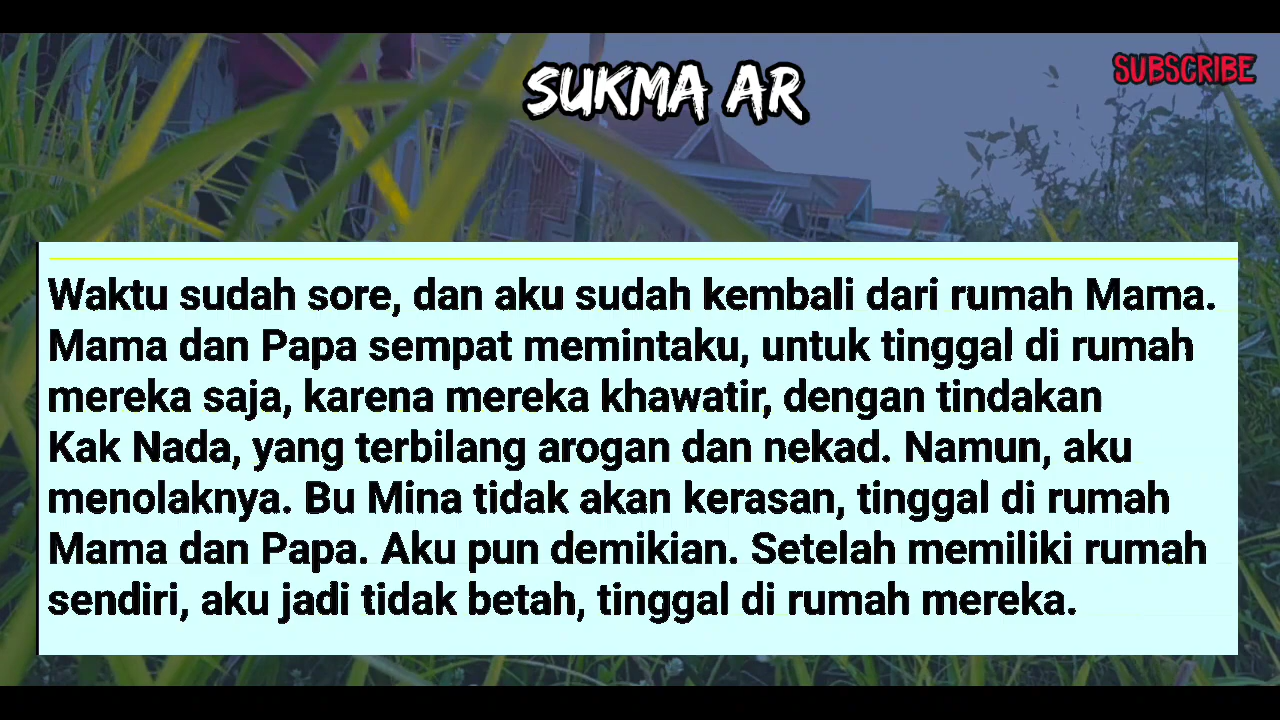 SUKMA AR
SUBSCRIBE
Waktu sudah sore, dan aku sudah kembali dari rumah Mama.
Mama dan Papa sempat memintaku, untuk tinggal di rumah
mereka saja, karena mereka khawatir, dengan tindakan
Kak Nada, yang terbilang arogan dan nekad. Namun, aku
menolaknya. Bu Mina tidak akan kerasan, tinggal di rumah
Mama dan Papa. Aku pun demikian. Setelah memiliki rumah
sendiri, aku jadi tidak betah, tinggal di rumah mereka.